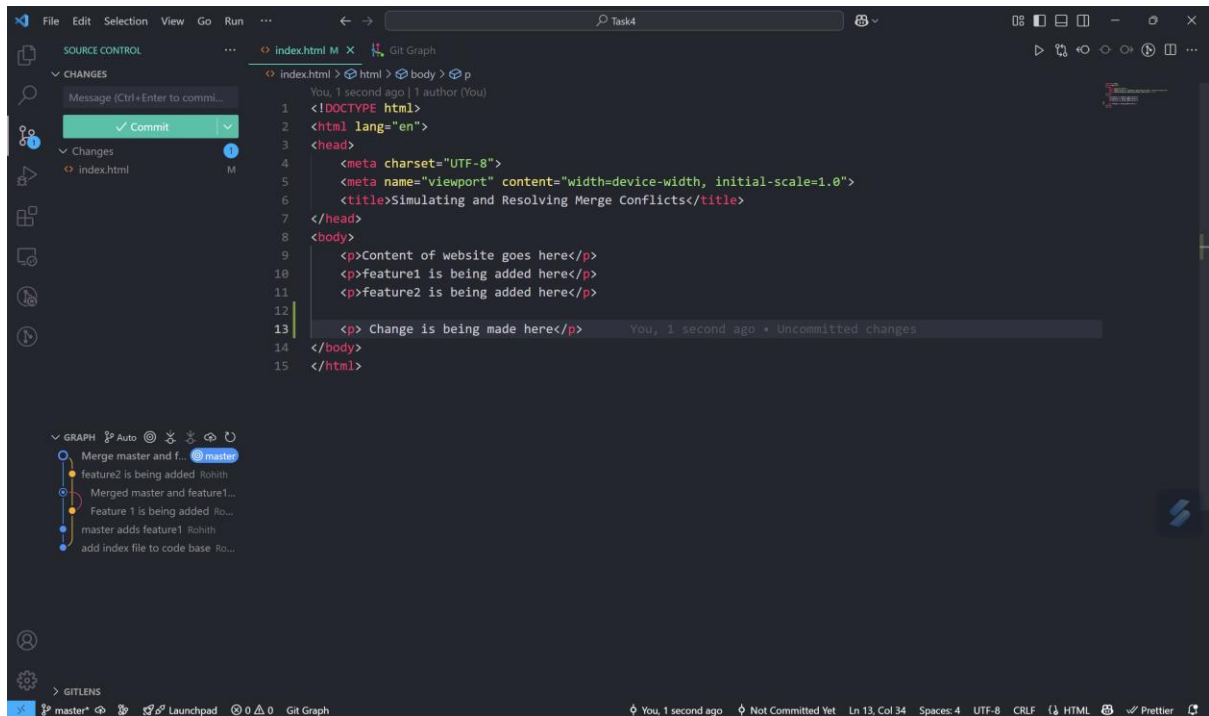 File Edit Selection View Go Run ··· Task4
SOURCE CONTROL ···
CHANGES
Message (Ctrl+Enter to commi...
Commit
Changes 1
index.html M
index.html M Git Graph
index.html > html > body > p
You, 1 second ago | 1 author (You)
1 <!DOCTYPE html>
2 <html lang="en">
3 <head>
4 <meta charset="UTF-8">
5 <meta name="viewport" content="width=device-width, initial-scale=1.0">
6 <title>Simulating and Resolving Merge Conflicts</title>
7 </head>
8 <body>
9 <p>Content of website goes here</p>
10 <p>feature1 is being added here</p>
11 <p>feature2 is being added here</p>
12
13 <p> Change is being made here</p> You, 1 second ago • Uncommitted changes
14 </body>
15 </html>
GRAPH Auto
Merge master and f... master
feature2 is being added Rohith
Merged master and feature1...
Feature 1 is being added Ro...
master adds feature1 Rohith
add index file to code base Ro...
1
GITLENS
master* Launchpad 0 0 Git Graph You, 1 second ago Not Committed Yet Ln 13, Col 34 Spaces: 4 UTF-8 CRLF HTML Prettier